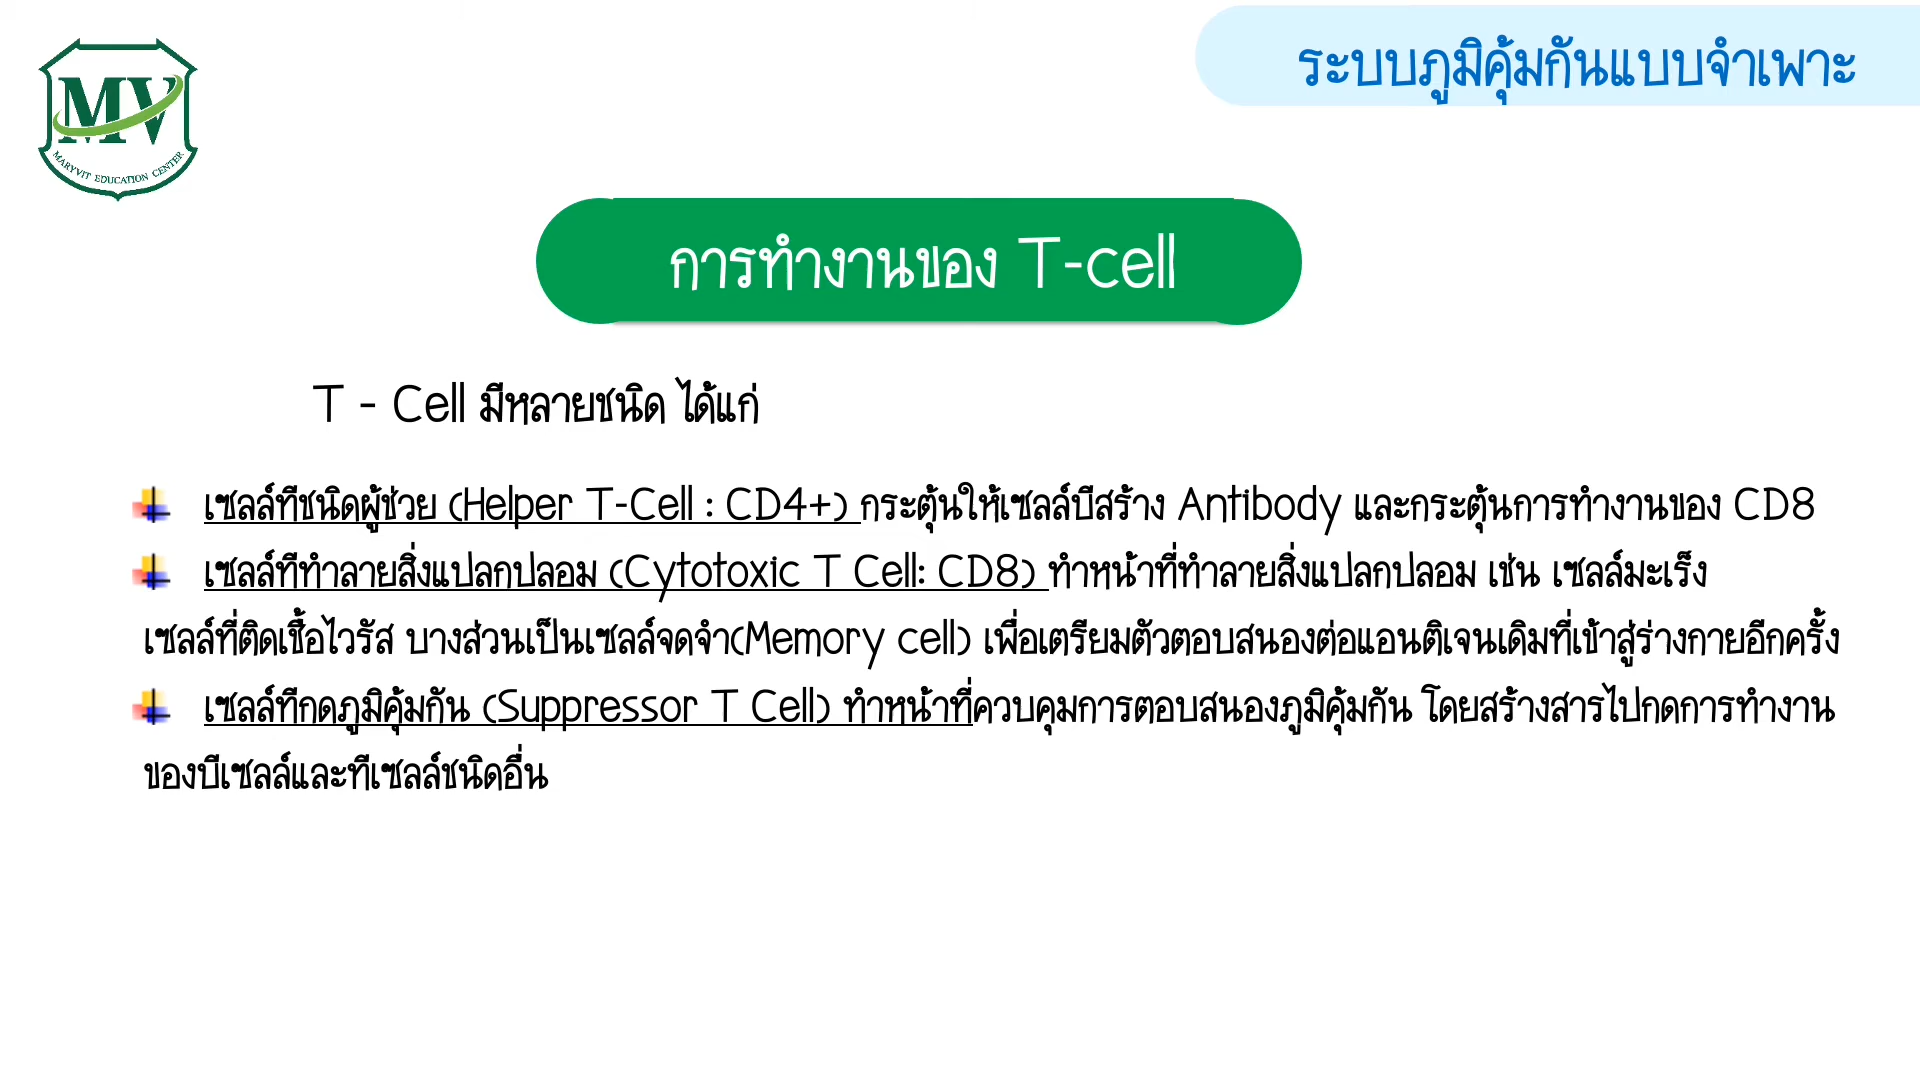 ระบบภูมิคุ้มกันแบบจำเพาะ
MV
MARYVIT EDUCATION CENTER
การทำงานของ T-cell
T - Cell มีหลายชนิด ได้แก่
เซลล์ทีชนิดผู้ช่วย (Helper T-Cell : CD4+) กระตุ้นให้เซลล์บีสร้าง Antibody และกระตุ้นการทำงานของ CD8
เซลล์ทีทำลายสิ่งแปลกปลอม (Cytotoxic T Cell: CD8) ทำหน้าที่ทำลายสิ่งแปลกปลอม เช่น เซลล์มะเร็ง
เซลล์ที่ติดเชื้อไวรัส บางส่วนเป็นเซลล์จดจำ(Memory cell) เพื่อเตรียมตัวตอบสนองต่อแอนติเจนเดิมที่เข้าสู่ร่างกายอีกครั้ง
เซลล์ทีกดภูมิคุ้มกัน (Suppressor T Cell) ทำหน้าที่ควบคุมการตอบสนองภูมิคุ้มกัน โดยสร้างสารไปกดการทำงาน
ของบีเซลล์และทีเซลล์ชนิดอื่น